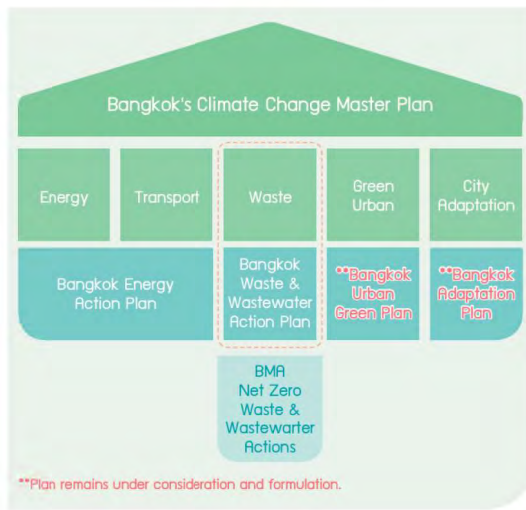 Bangkok's Climate Change Master Plan
Energy
Transport
Waste
Green
Urban
City
Adaptation
Bangkok Energy
Action Plan
Bangkok
Waste &
Wastewater
Action Plan
**Bangkok
Urban
Green Plan
**Bangkok
Adaptation
Plan
BMA
Net Zero
Waste &
Wastewarter
Actions
**Plan remains under consideration and formulation.